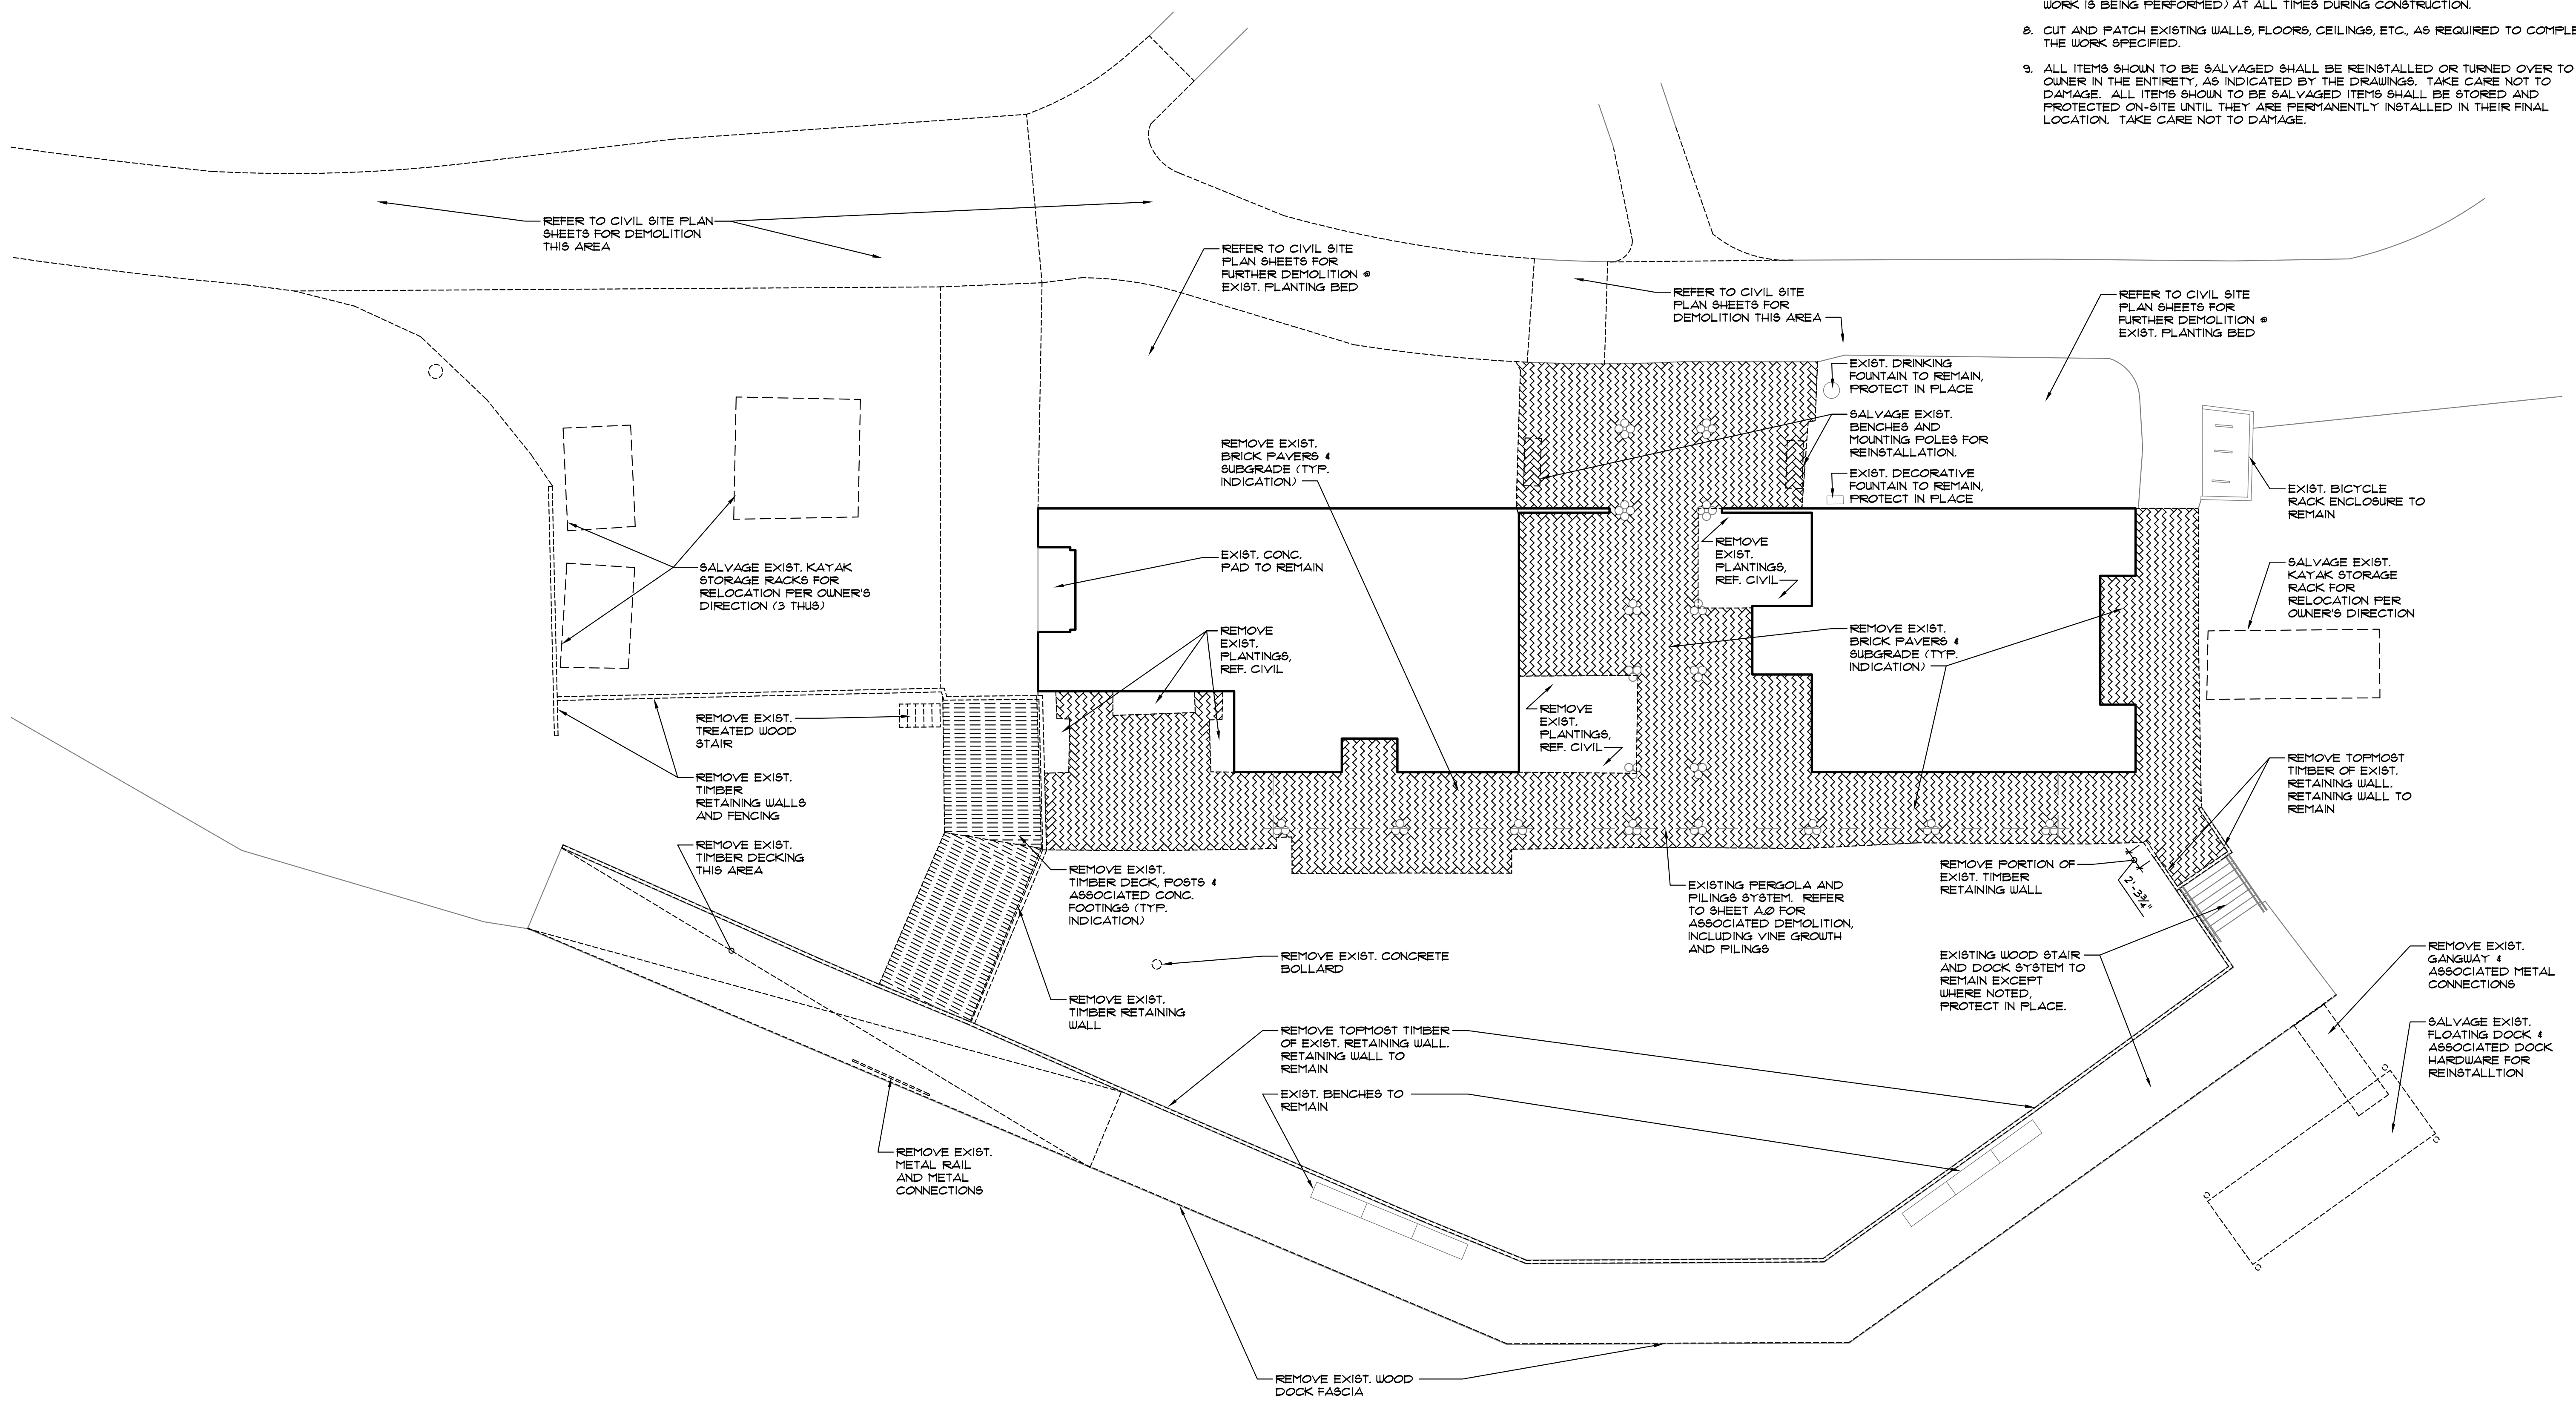 WORK IS BEING PERFORMED) AT ALL TIMES DURING CONSTRUCTION.
8. CUT AND PATCH EXISTING WALLS, FLOORS, CEILINGS, ETC., AS REQUIRED TO COMPLE
THE WORK SPECIFIED.
9. ALL ITEMS SHOWN TO BE SALVAGED SHALL BE REINSTALLED OR TURNED OVER TO
OWNER IN THE ENTIRETY, AS INDICATED BY THE DRAWINGS. TAKE CARE NOT TO
DAMAGE. ALL ITEMS SHOWN TO BE SALVAGED ITEMS SHALL BE STORED AND
PROTECTED ON-SITE UNTIL THEY ARE PERMANENTLY INSTALLED IN THEIR FINAL
LOCATION. TAKE CARE NOT TO DAMAGE.
REFER TO CIVIL SITE PLAN
SHEETS FOR DEMOLITION
THIS AREA
REFER TO CIVIL SITE
PLAN SHEETS FOR
FURTHER DEMOLITION @
EXIST. PLANTING BED
REFER TO CIVIL SITE
PLAN SHEETS FOR
DEMOLITION THIS AREA
REFER TO CIVIL SITE
PLAN SHEETS FOR
FURTHER DEMOLITION @
EXIST. PLANTING BED
EXIST. DRINKING
FOUNTAIN TO REMAIN,
PROTECT IN PLACE
SALVAGE EXIST.
BENCHES AND
MOUNTING POLES FOR
REINSTALLATION.
EXIST. DECORATIVE
FOUNTAIN TO REMAIN,
PROTECT IN PLACE
REMOVE EXIST.
BRICK PAVERS &
SUBGRADE (TYP.
INDICATION)
EXIST. BICYCLE
RACK ENCLOSURE TO
REMAIN
REMOVE
EXIST.
PLANTINGS,
REF. CIVIL
EXIST. CONC.
PAD TO REMAIN
SALVAGE EXIST. KAYAK
STORAGE RACKS FOR
RELOCATION PER OWNER'S
DIRECTION (3 THUS)
SALVAGE EXIST.
KAYAK STORAGE
RACK FOR
RELOCATION PER
OWNER'S DIRECTION
REMOVE
EXIST.
PLANTINGS,
REF. CIVIL
REMOVE EXIST.
BRICK PAVERS &
SUBGRADE (TYP.
INDICATION)
REMOVE
EXIST.
PLANTINGS,
REF. CIVIL
REMOVE EXIST.
TREATED WOOD
STAIR
REMOVE EXIST.
TIMBER
RETAINING WALLS
AND FENCING
REMOVE TOPMOST
TIMBER OF EXIST.
RETAINING WALL.
RETAINING WALL TO
REMAIN
REMOVE EXIST.
TIMBER DECKING
THIS AREA
REMOVE EXIST.
TIMBER DECK, POSTS &
ASSOCIATED CONC.
FOOTINGS (TYP.
INDICATION)
EXISTING PERGOLA AND
PILINGS SYSTEM. REFER
TO SHEET A.0 FOR
ASSOCIATED DEMOLITION,
INCLUDING VINE GROWTH
AND PILINGS
REMOVE PORTION OF
EXIST. TIMBER
RETAINING WALL
2'-3¾"
REMOVE EXIST. CONCRETE
BOLLARD
EXISTING WOOD STAIR
AND DOCK SYSTEM TO
REMAIN EXCEPT
WHERE NOTED,
PROTECT IN PLACE.
REMOVE EXIST.
GANGWAY &
ASSOCIATED METAL
CONNECTIONS
REMOVE EXIST.
TIMBER RETAINING
WALL
SALVAGE EXIST.
FLOATING DOCK &
ASSOCIATED DOCK
HARDWARE FOR
REINSTALLTION
REMOVE TOPMOST TIMBER
OF EXIST. RETAINING WALL.
RETAINING WALL TO
REMAIN
EXIST. BENCHES TO
REMAIN
REMOVE EXIST.
METAL RAIL
AND METAL
CONNECTIONS
REMOVE EXIST. WOOD
DOCK FASCIA